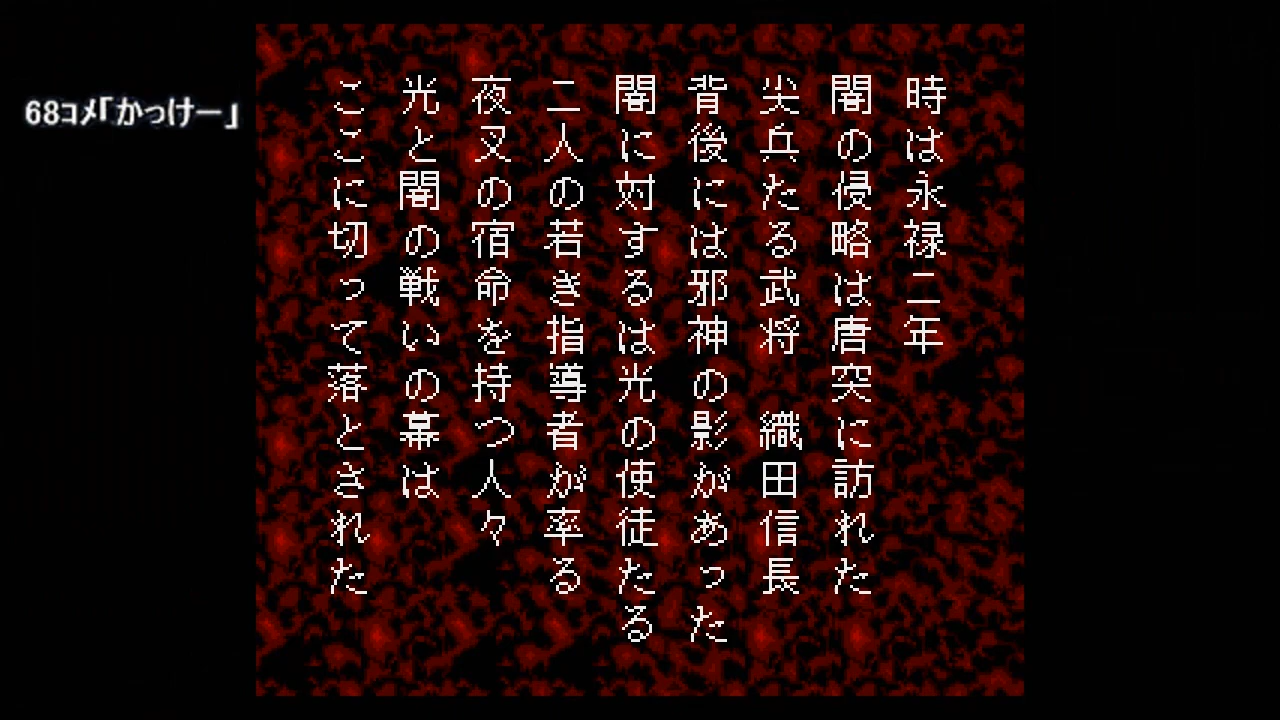 68ｺﾒ｢かっけー｣
時は永禄二年
闇の侵略は唐突に訪れた
尖兵たる武将　織田信長
背後には邪神の影があった
闇に対するは光の使徒たる
二人の若き指導者が率る
夜叉の宿命を持つ人々
光と闇の戦いの幕は
ここに切って落とされた